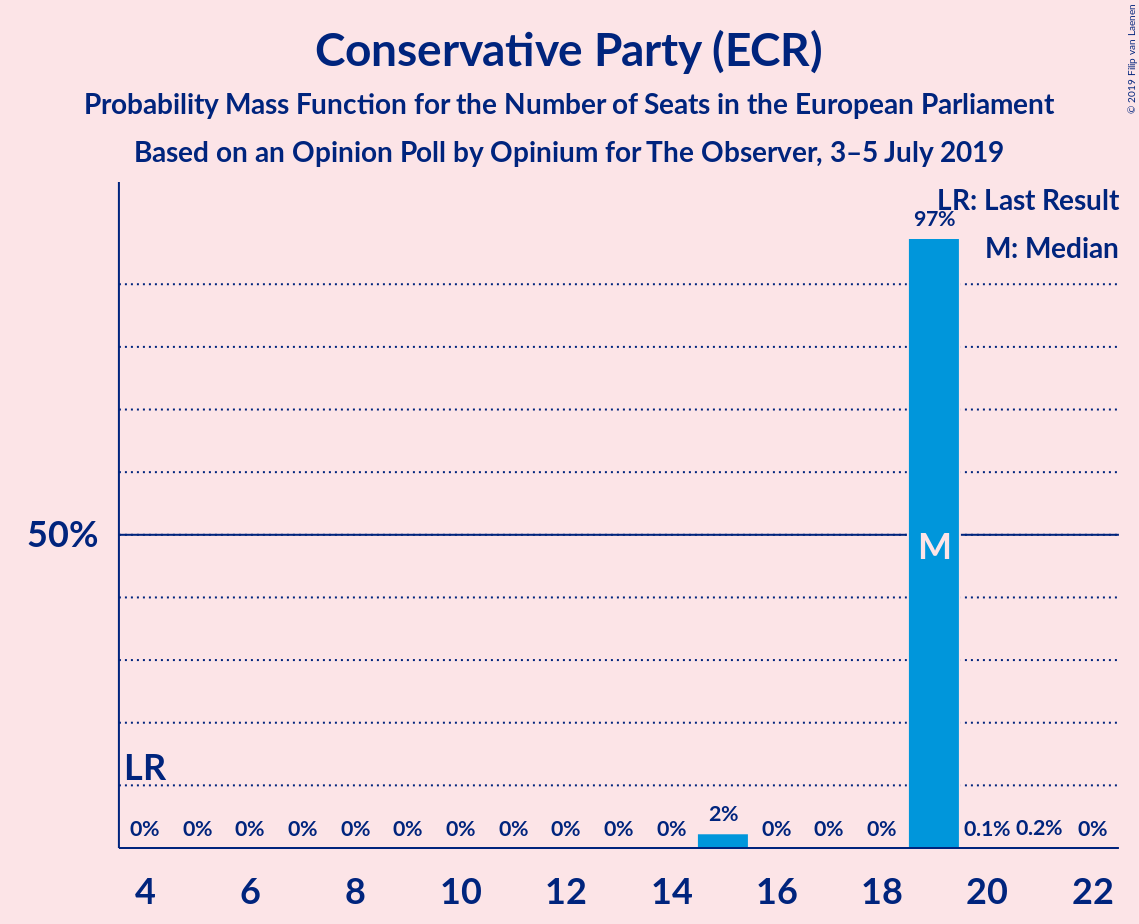 Conservative Party (ECR)
Probability Mass Function for the Number of Seats in the European Parliament
Based on an Opinion Poll by Opinium for The Observer, 3–5 July 2019
© 2019 Filip van Laenen
LR: Last Result
97%
M: Median
50%
M
LR
0% 0% 0% 0% 0% 0% 0% 0% 0% 0% 0% 2% 0% 0% 0% 0.1% 0.2% 0%
4 6 8 10 12 14 16 18 20 22